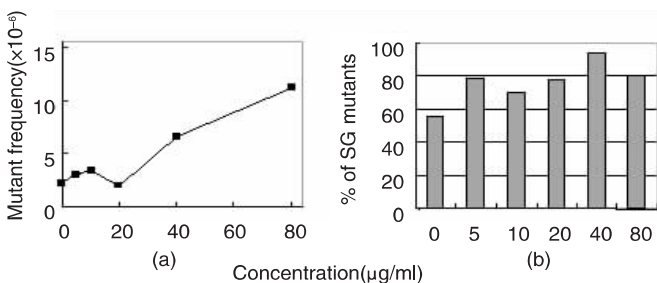 Mutant frequency(×10⁻⁶)
15
10
5
0
0 20 40 60 80
(a)
% of SG mutants
100
80
60
40
20
0
0 5 10 20 40 80
(b)
Concentration(μg/ml)